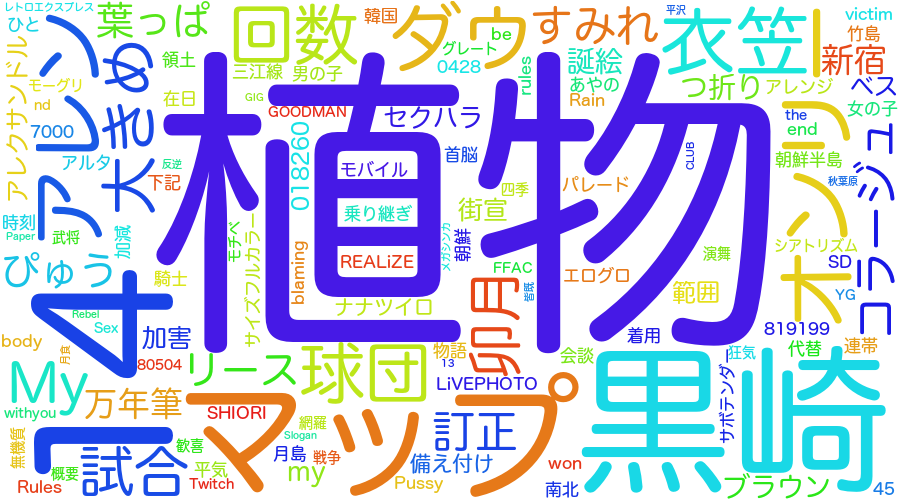 レトロエクスプレス
ひと
葉っぱ
回数
韓国
ダウ
be
グレート
0428
rules
すみれ
平沢
誕絵
あやの
Rain
衣笠
つ折り
アレンジ
victim
竹島
新宿
ベス
女の子
モーグリ
nd
7000
アルタ
アレクサンドル
アレン
大きめ
領土
三江線
男の子
在日
GIG
GOODMAN
セクハラ
反逆
下記
018260
モバイル
首脳
四季
パレード
CLUB
the
end
朝鮮半島
秋葉原
オンリー
コラージュ
植物
時刻
Paper
武将
加減
騎士
モチベ
サイズフルカラー
乗り継ぎ
REALiZE
blaming
ナナツイロ
メガシンカ
朝鮮
街宣
FFAC
エログロ
演舞
範囲
シアトリズム
SD
YG
ぴゅう
4
Rebel
Sex
月食
body
加害
80504
リース
物語
13
卯月
皆既
会談
着用
819199
代替
連帯
狂気
My
withyou
万年筆
SHIORI
球団
LiVEPHOTO
黒崎
サボテンダー
1
無機質
概要
Rules
試合
歓喜
平気
Twitch
マップ
月島
網羅
Slogan
戦争
my
訂正
備え付け
Pussy
won
南北
ブラウン
45